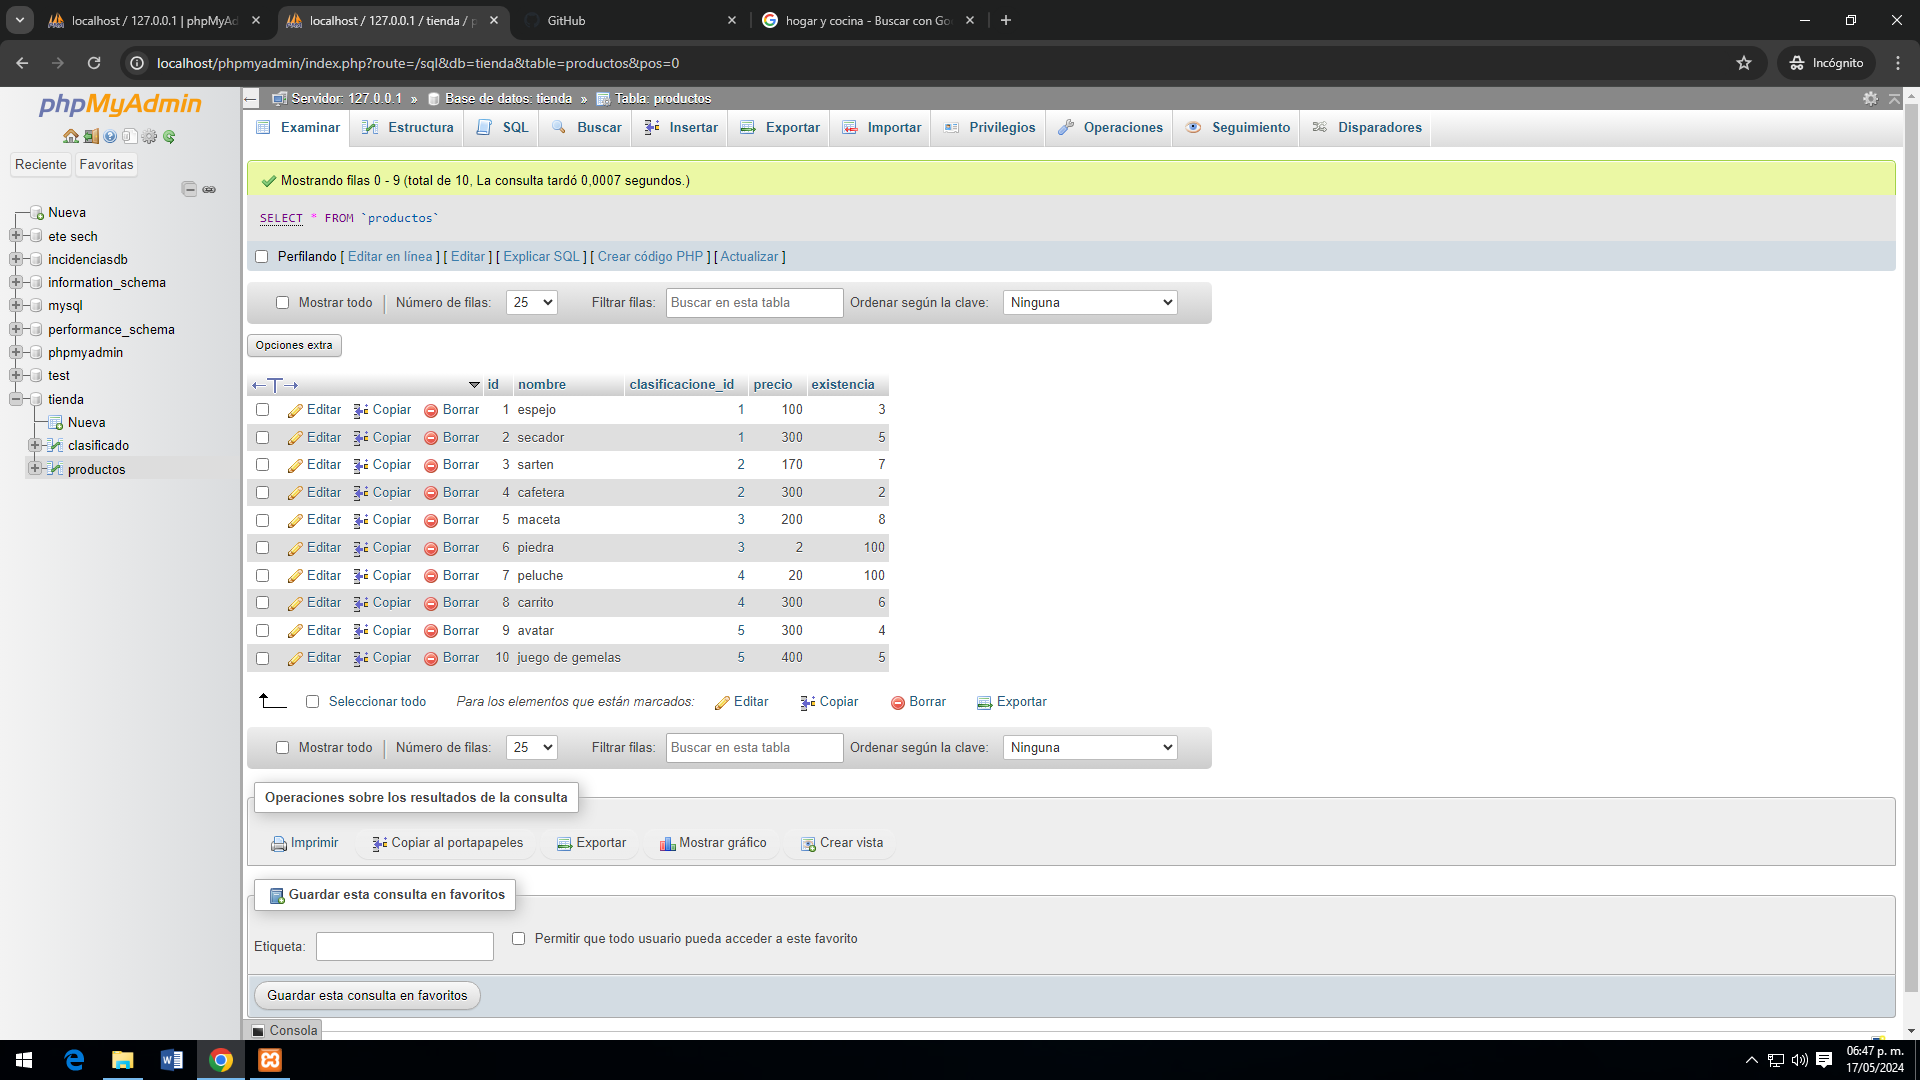 localhost / 127.0.0.1 | phpMyAd
localhost / 127.0.0.1 / tienda / p
GitHub
hogar y cocina - Buscar con Go
localhost/phpmyadmin/index.php?route=/sql&db=tienda&table=productos&pos=0
Incógnito
phpMyAdmin
Reciente Favoritas
Nueva
ete sech
incidenciasdb
information_schema
mysql
performance_schema
phpmyadmin
test
tienda
Nueva
clasificado
productos
Servidor: 127.0.0.1 » Base de datos: tienda » Tabla: productos
Examinar Estructura SQL Buscar Insertar Exportar Importar Privilegios Operaciones Seguimiento Disparadores
Mostrando filas 0 - 9 (total de 10, La consulta tardó 0,0007 segundos.)
SELECT * FROM `productos`
Perfilando [ Editar en línea ] [ Editar ] [ Explicar SQL ] [ Crear código PHP ] [ Actualizar ]
Mostrar todo | Número de filas: 25 Filtrar filas: Buscar en esta tabla Ordenar según la clave: Ninguna
Opciones extra
←T→ id nombre clasificacione_id precio existencia
Editar Copiar Borrar 1 espejo 1 100 3
Editar Copiar Borrar 2 secador 1 300 5
Editar Copiar Borrar 3 sarten 2 170 7
Editar Copiar Borrar 4 cafetera 2 300 2
Editar Copiar Borrar 5 maceta 3 200 8
Editar Copiar Borrar 6 piedra 3 2 100
Editar Copiar Borrar 7 peluche 4 20 100
Editar Copiar Borrar 8 carrito 4 300 6
Editar Copiar Borrar 9 avatar 5 300 4
Editar Copiar Borrar 10 juego de gemelas 5 400 5
Seleccionar todo Para los elementos que están marcados: Editar Copiar Borrar Exportar
Mostrar todo | Número de filas: 25 Filtrar filas: Buscar en esta tabla Ordenar según la clave: Ninguna
Operaciones sobre los resultados de la consulta
Imprimir Copiar al portapapeles Exportar Mostrar gráfico Crear vista
Guardar esta consulta en favoritos
Etiqueta: Permitir que todo usuario pueda acceder a este favorito
Guardar esta consulta en favoritos
Consola
06:47 p. m.
17/05/2024